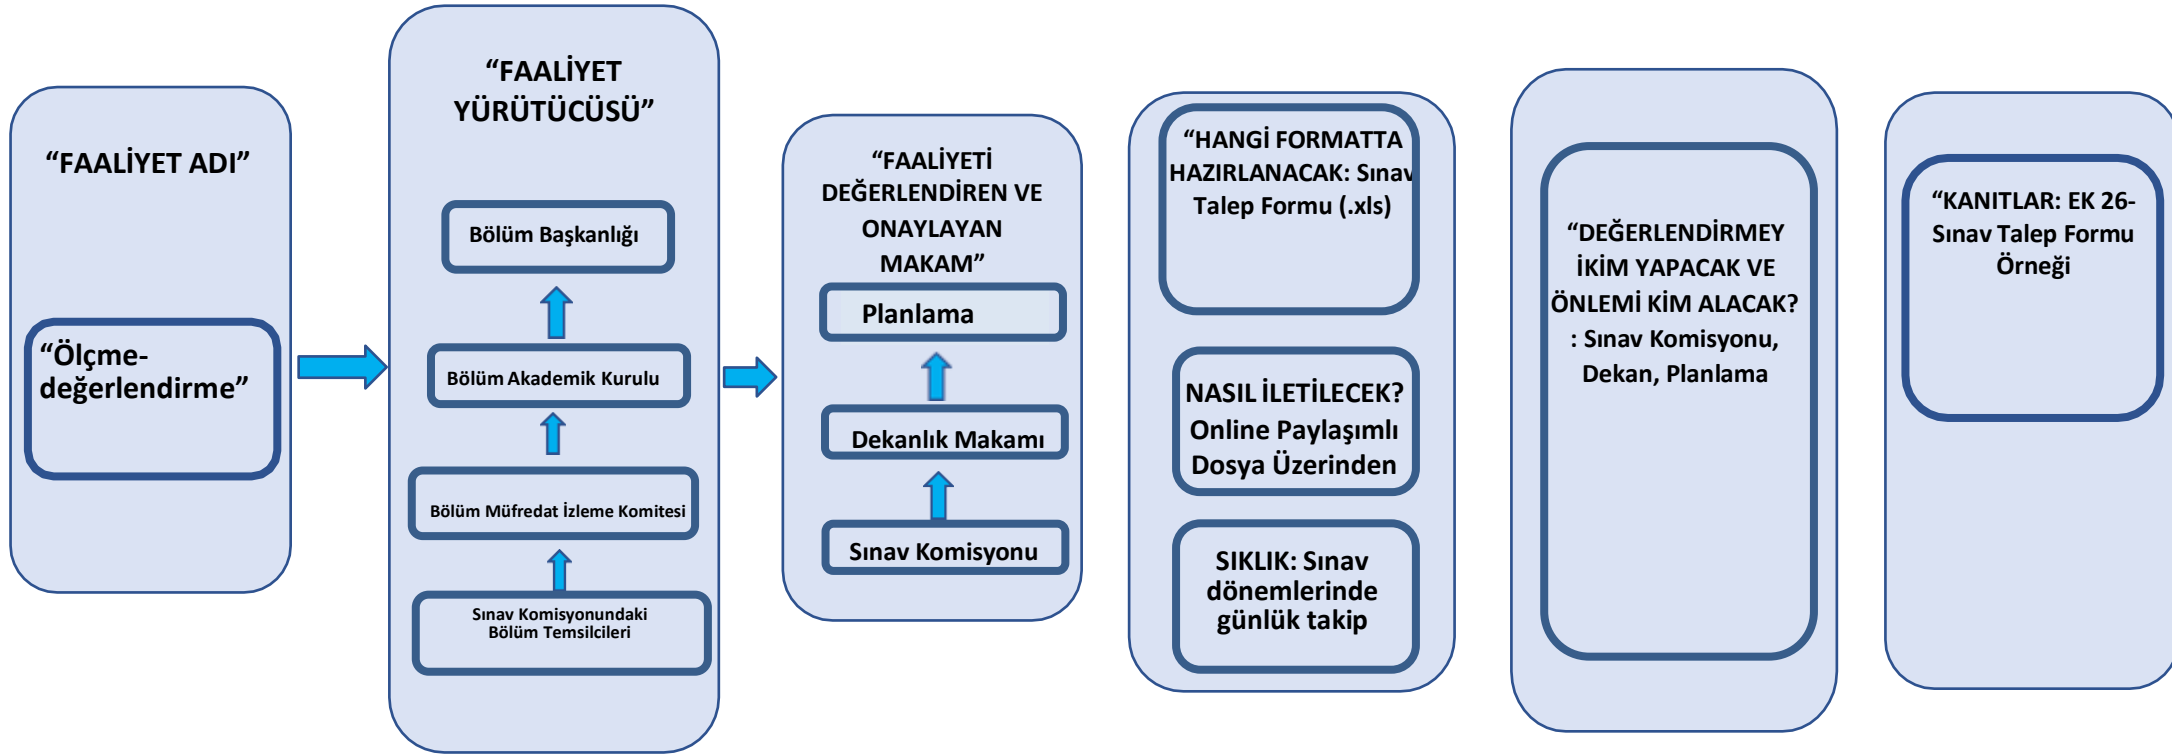 “FAALİYET ADI”
“Ölçme-
değerlendirme”
“FAALİYET
YÜRÜTÜCÜSÜ”
Bölüm Başkanlığı
Bölüm Akademik Kurulu
Bölüm Müfredat İzleme Komitesi
Sınav Komisyonundaki
Bölüm Temsilcileri
“FAALİYETİ
DEĞERLENDİREN VE
ONAYLAYAN
MAKAM”
Planlama
Dekanlık Makamı
Sınav Komisyonu
“HANGİ FORMATTA
HAZIRLANACAK: Sınav
Talep Formu (.xls)
NASIL İLETİLECEK?
Online Paylaşımlı
Dosya Üzerinden
SIKLIK: Sınav
dönemlerinde
günlük takip
“DEĞERLENDİRMEY
İKİM YAPACAK VE
ÖNLEMİ KİM ALACAK?
: Sınav Komisyonu,
Dekan, Planlama
“KANITLAR: EK 26-
Sınav Talep Formu
Örneği